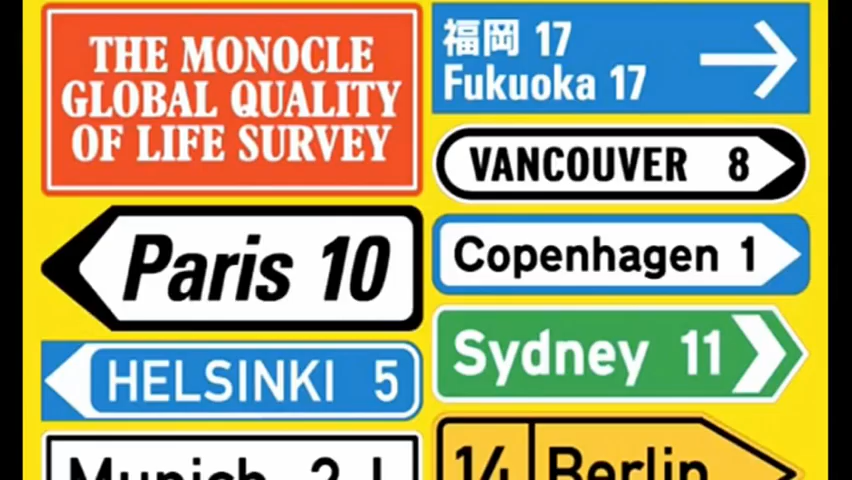 THE MONOCLE
GLOBAL QUALITY
OF LIFE SURVEY
Paris 10
HELSINKI 5
福岡 17
Fukuoka 17
VANCOUVER 8
Copenhagen 1
Sydney 11
14 Berlin
Munich